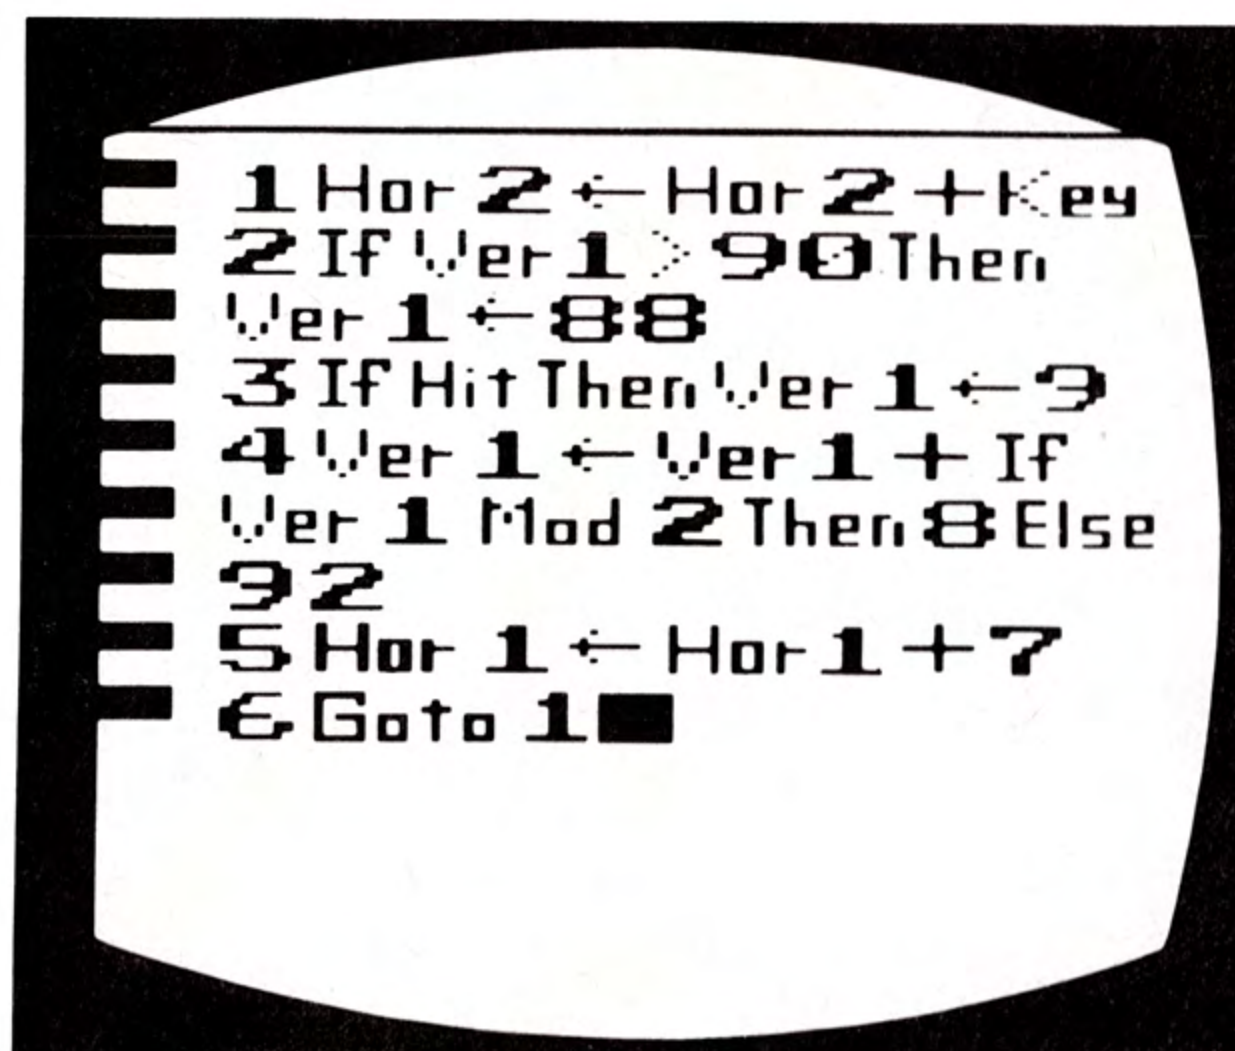 1 Hor 2 ← Hor 2 + Key
2 If Ver 1 > 90 Then
Ver 1 ← 88
3 If Hit Then Ver 1 ← 9
4 Ver 1 ← Ver 1 + If
Ver 1 Mod 2 Then 8 Else
92
5 Hor 1 ← Hor 1 + 7
6 Goto 1